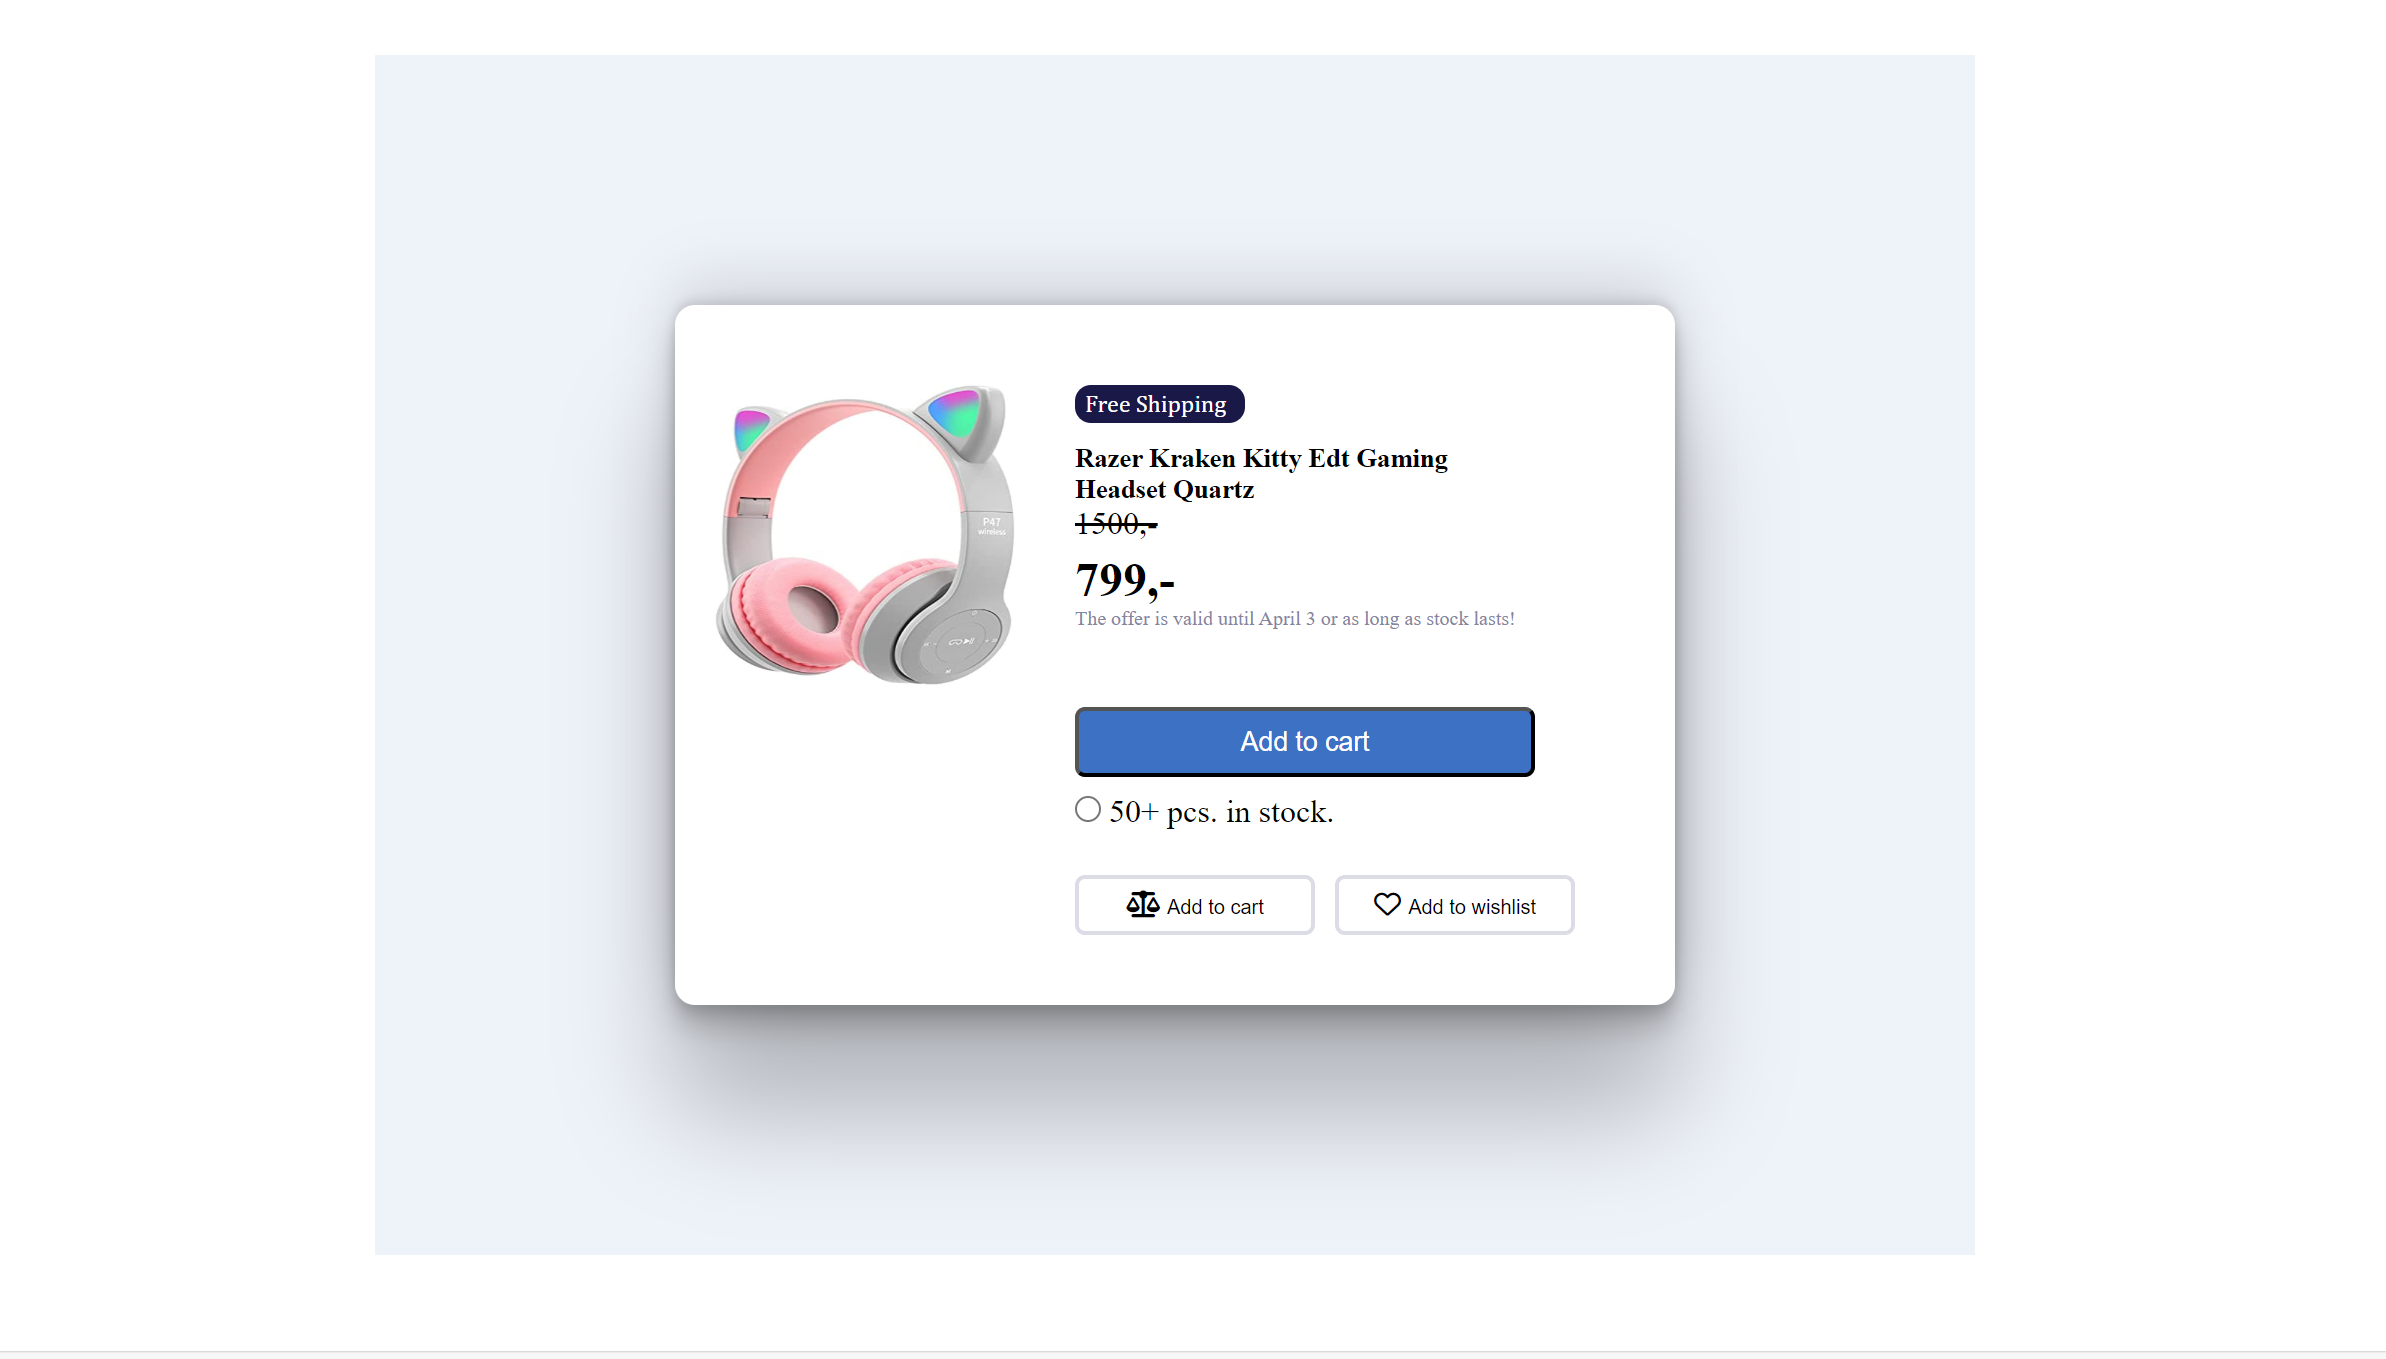 Free Shipping
Razer Kraken Kitty Edt Gaming
Headset Quartz
1500,-
799,-
The offer is valid until April 3 or as long as stock lasts!
P47
wireless
Add to cart
50+ pcs. in stock.
Add to cart
Add to wishlist